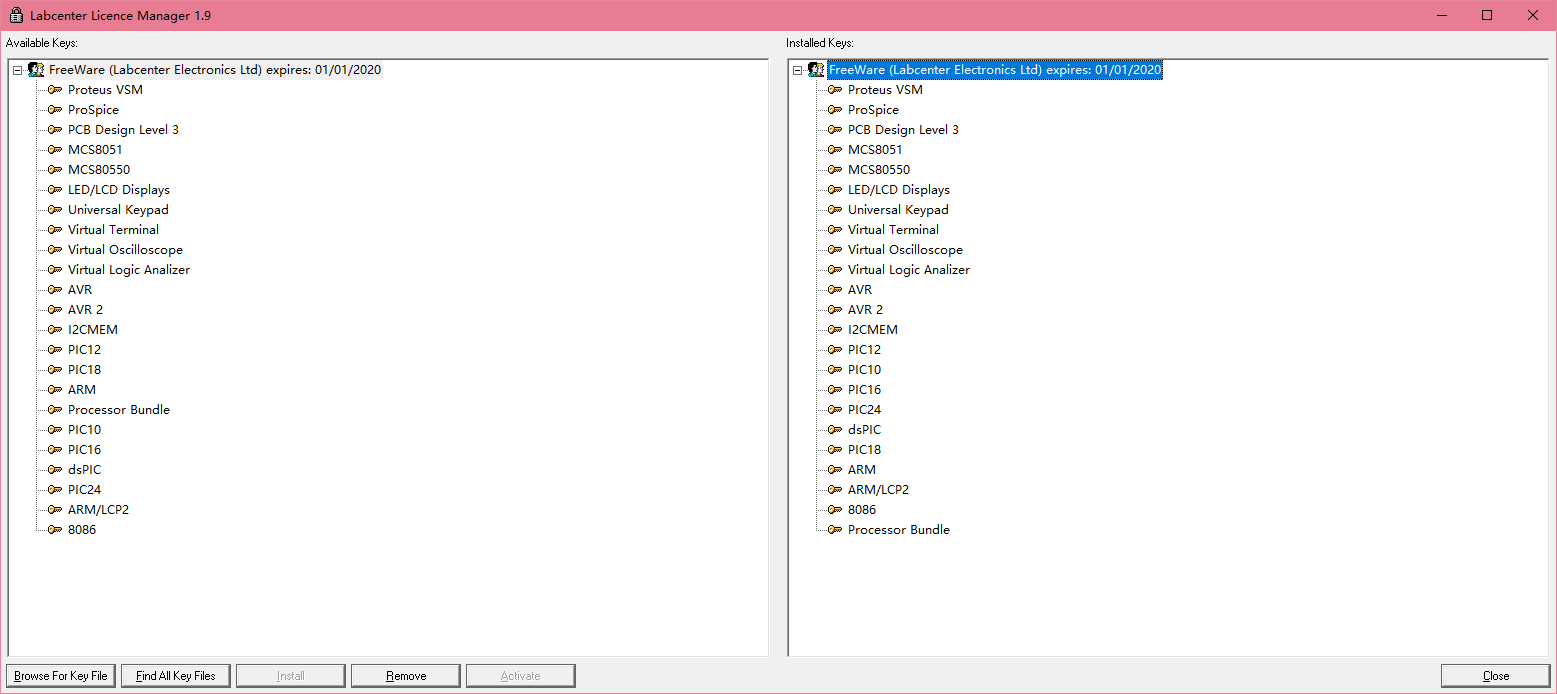 Labcenter Licence Manager 1.9
Available Keys:
FreeWare (Labcenter Electronics Ltd) expires: 01/01/2020
Proteus VSM
ProSpice
PCB Design Level 3
MCS8051
MCS80550
LED/LCD Displays
Universal Keypad
Virtual Terminal
Virtual Oscilloscope
Virtual Logic Analizer
AVR
AVR 2
I2CMEM
PIC12
PIC18
ARM
Processor Bundle
PIC10
PIC16
dsPIC
PIC24
ARM/LCP2
8086
Installed Keys:
FreeWare (Labcenter Electronics Ltd) expires: 01/01/2020
Proteus VSM
ProSpice
PCB Design Level 3
MCS8051
MCS80550
LED/LCD Displays
Universal Keypad
Virtual Terminal
Virtual Oscilloscope
Virtual Logic Analizer
AVR
AVR 2
I2CMEM
PIC12
PIC10
PIC16
PIC24
dsPIC
PIC18
ARM
ARM/LCP2
8086
Processor Bundle
Browse For Key File
Find All Key Files
Install
Remove
Activate
Close